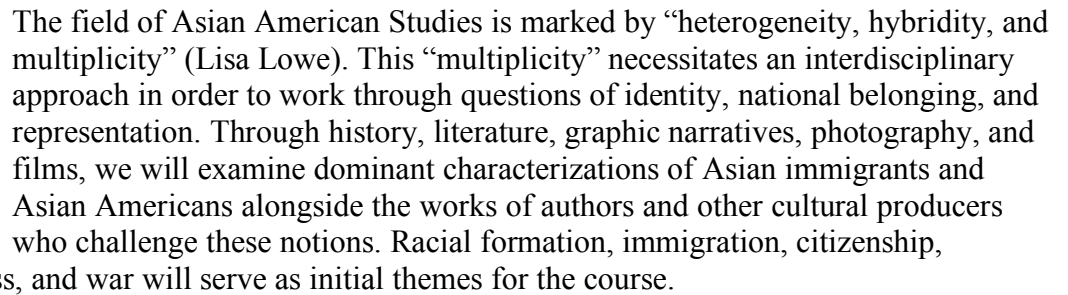 The field of Asian American Studies is marked by “heterogeneity, hybridity, and
multiplicity” (Lisa Lowe). This “multiplicity” necessitates an interdisciplinary
approach in order to work through questions of identity, national belonging, and
representation. Through history, literature, graphic narratives, photography, and
films, we will examine dominant characterizations of Asian immigrants and
Asian Americans alongside the works of authors and other cultural producers
who challenge these notions. Racial formation, immigration, citizenship,
and war will serve as initial themes for the course.